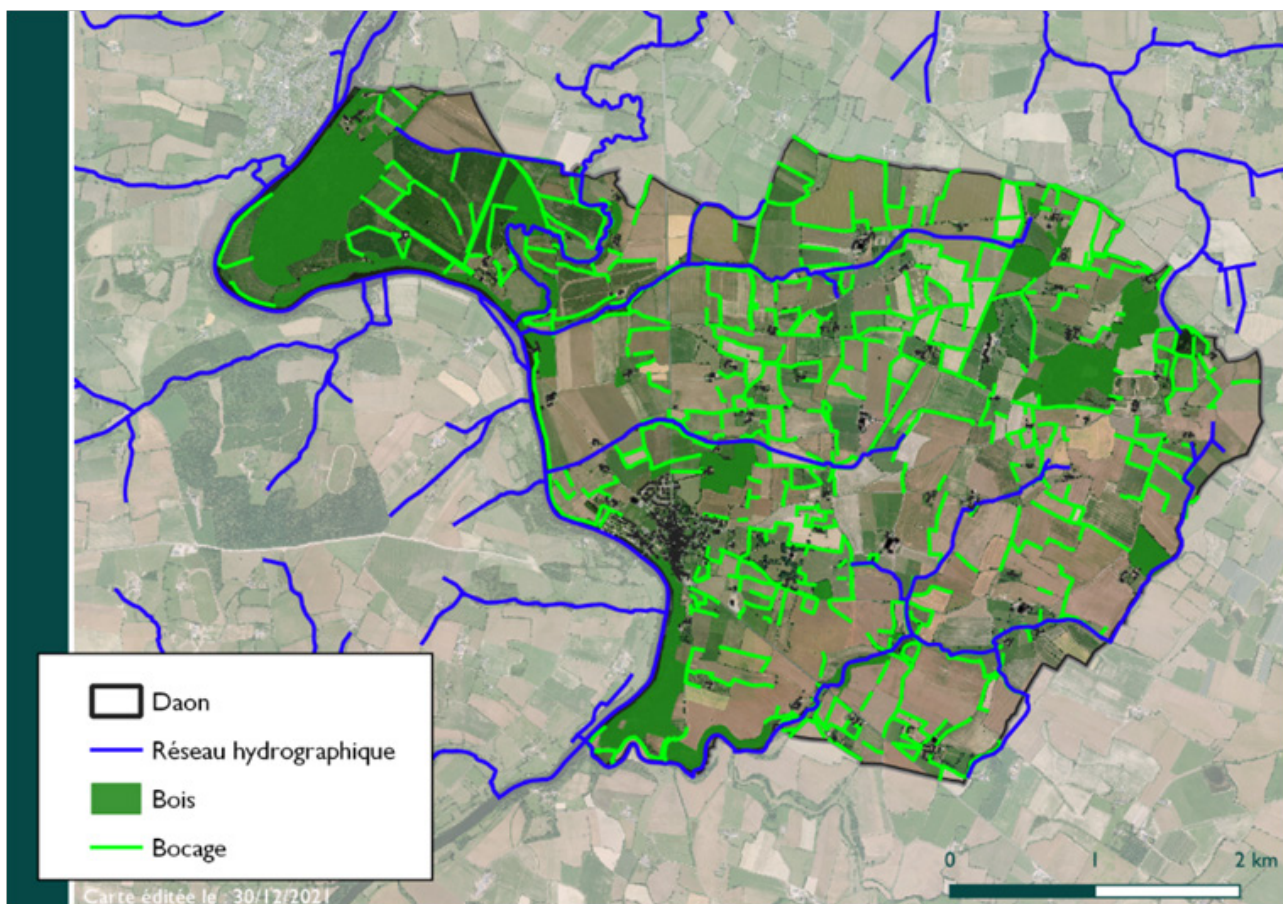 Daon
Réseau hydrographique
Bois
Bocage
0 1 2 km
Carte éditée le : 30/12/2021